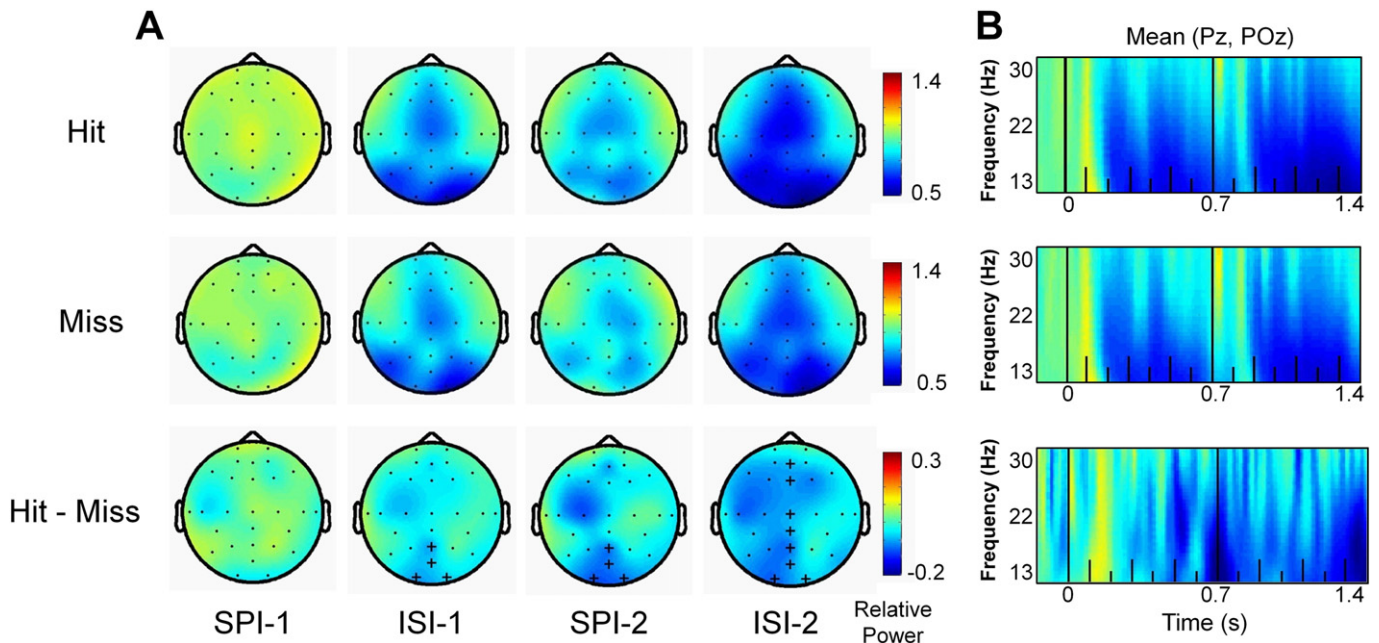 A
B
Mean (Pz, POz)
Hit
1.4
0.5
Frequency (Hz)
30
22
13
0
0.7
1.4
Miss
1.4
0.5
Frequency (Hz)
30
22
13
0
0.7
1.4
Hit - Miss
0.3
-0.2
Frequency (Hz)
30
22
13
0
0.7
1.4
SPI-1
ISI-1
SPI-2
ISI-2
Relative
Power
Time (s)